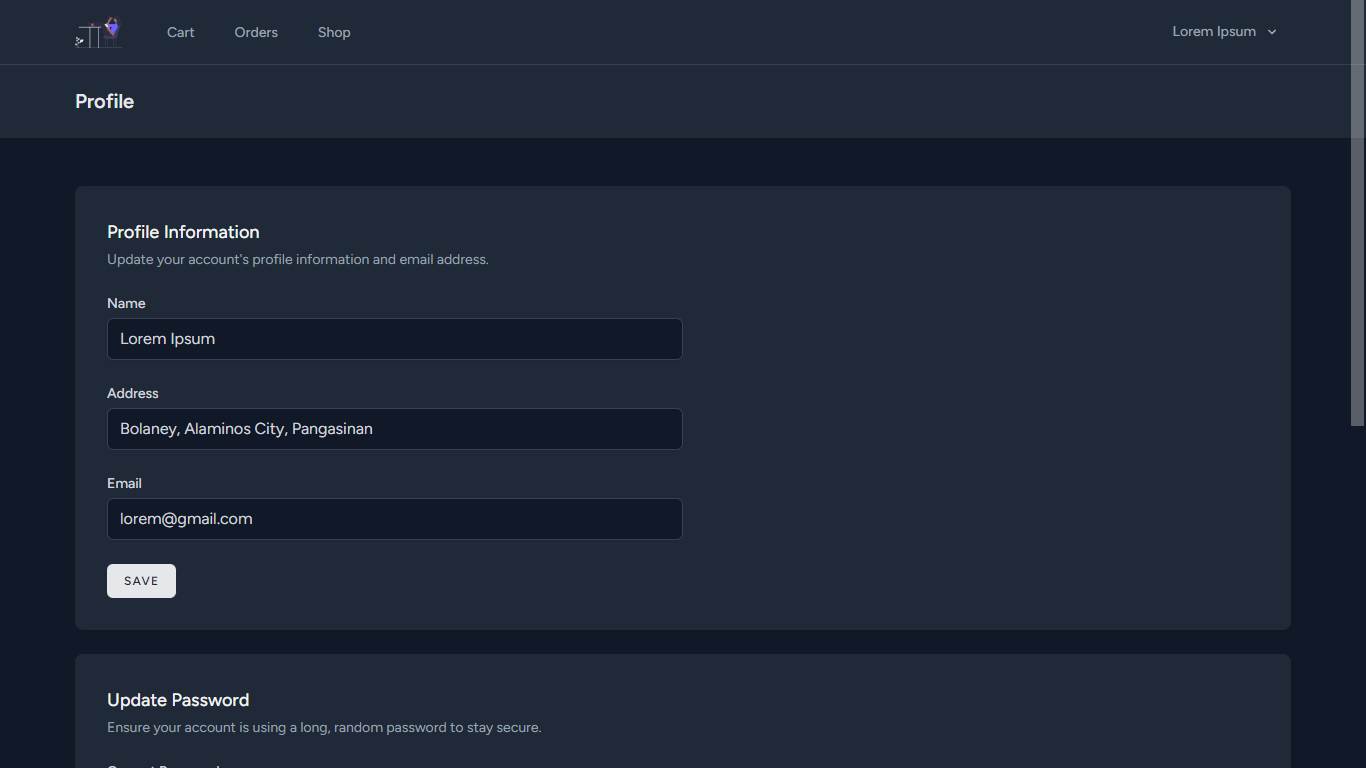 Cart Orders Shop Lorem Ipsum
Profile
Profile Information
Update your account's profile information and email address.
Name
Lorem Ipsum
Address
Bolaney, Alaminos City, Pangasinan
Email
lorem@gmail.com
SAVE
Update Password
Ensure your account is using a long, random password to stay secure.